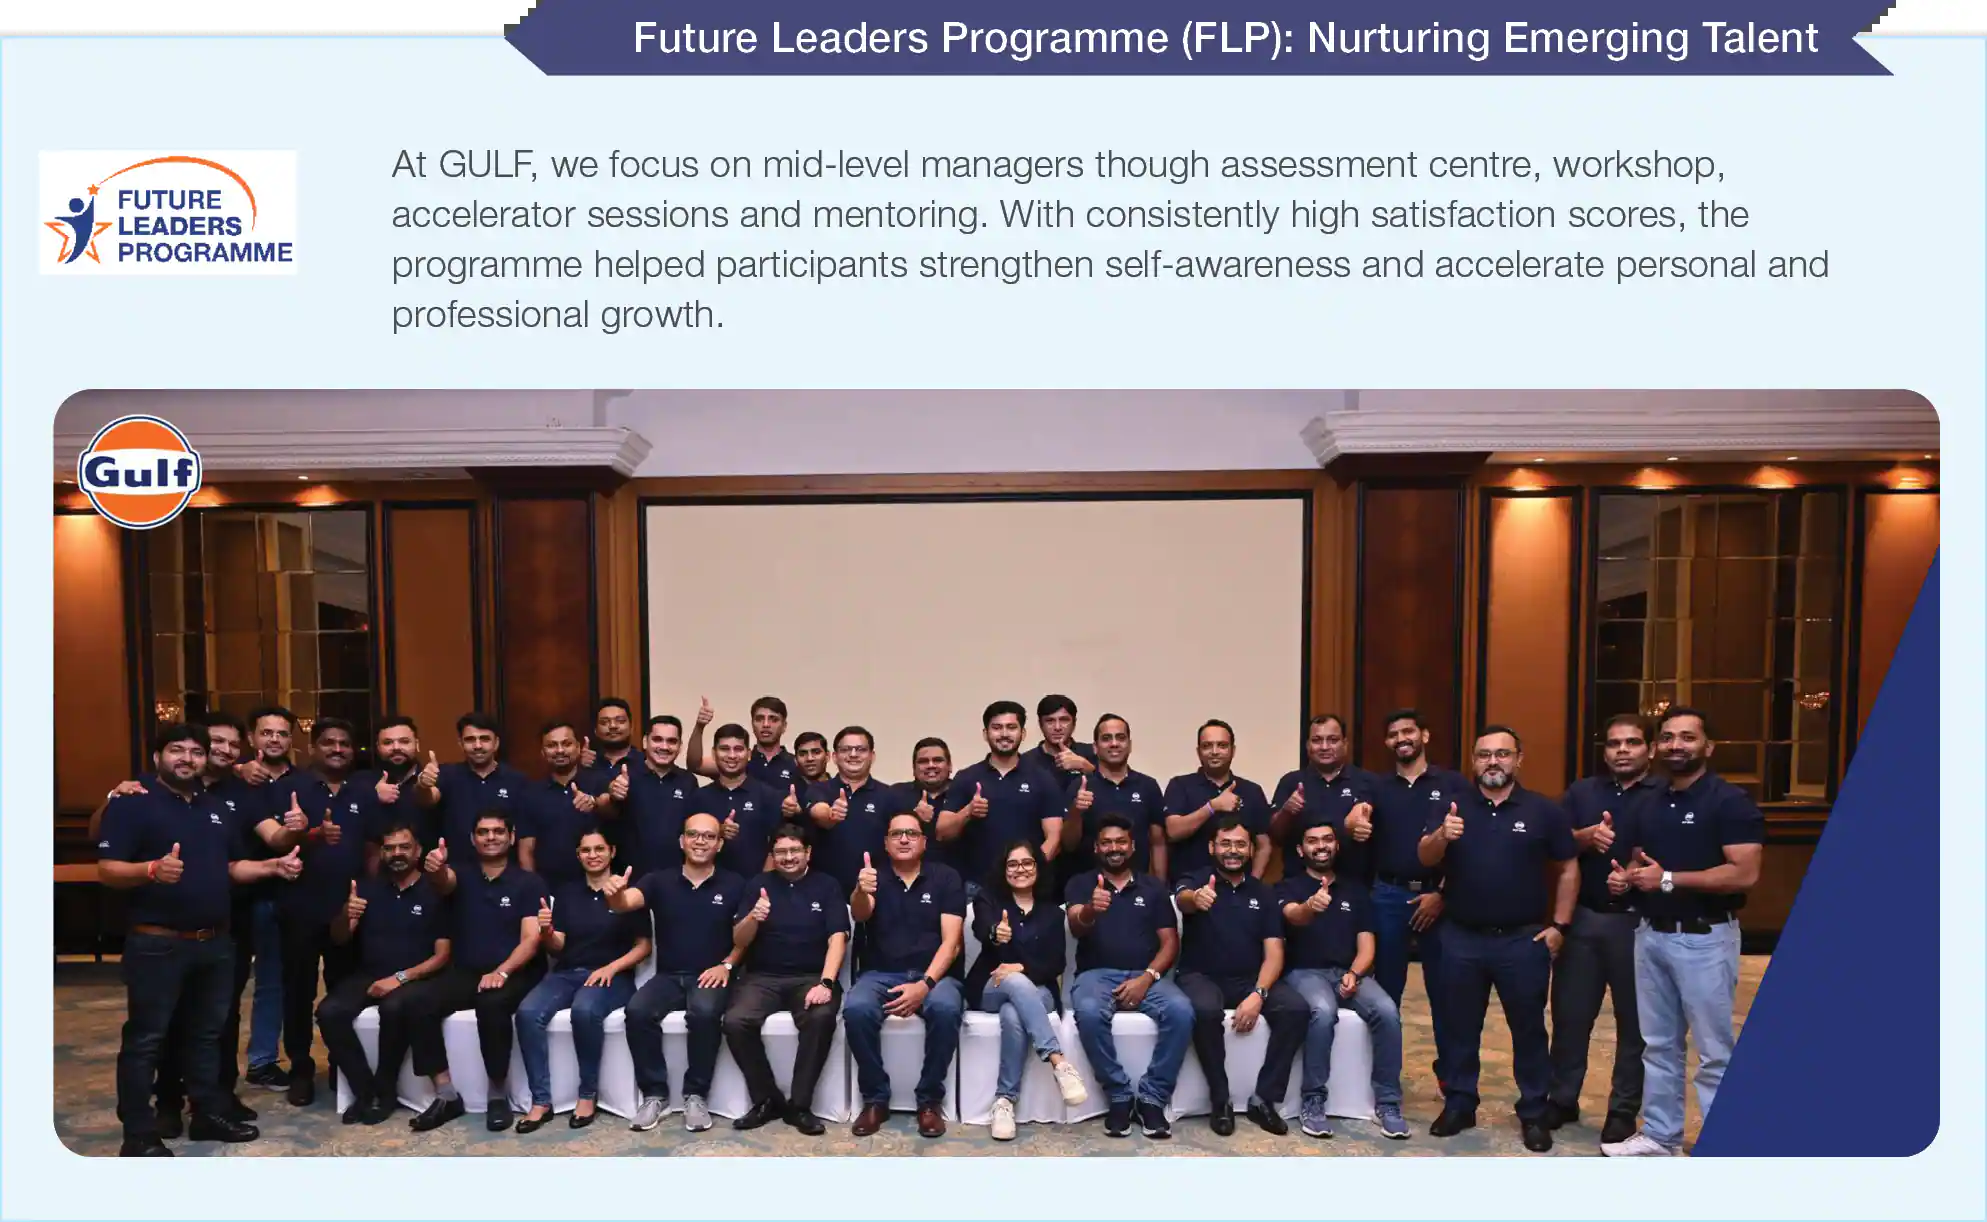 Future Leaders Programme (FLP): Nurturing Emerging Talent
FUTURE
LEADERS
PROGRAMME
At GULF, we focus on mid-level managers though assessment centre, workshop,
accelerator sessions and mentoring. With consistently high satisfaction scores, the
programme helped participants strengthen self-awareness and accelerate personal and
professional growth.
Gulf